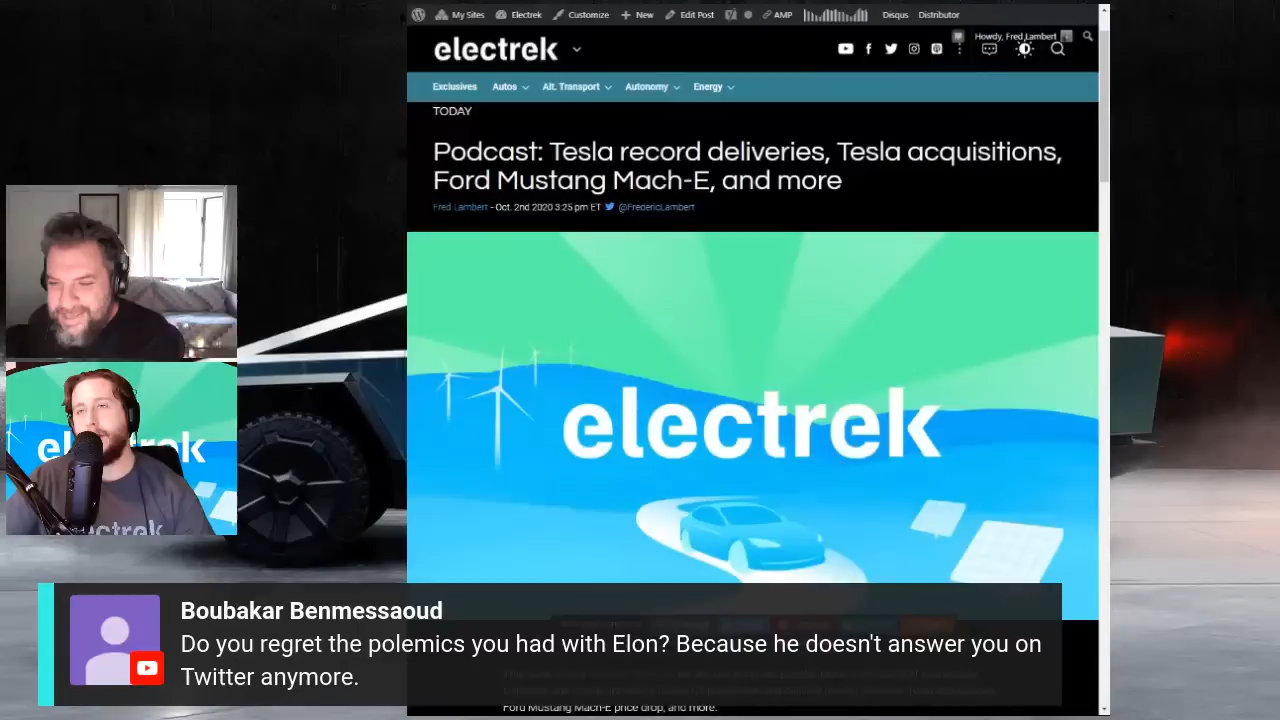 My Sites Electrek Customize New Edit Post AMP Disqus Distributor
Howdy, Fred Lambert
electrek
Exclusives Autos Alt. Transport Autonomy Energy
TODAY
Podcast: Tesla record deliveries, Tesla acquisitions,
Ford Mustang Mach-E, and more
Fred Lambert - Oct. 2nd 2020 3:25 pm ET @FredericLambert
electrek
electrek
Boubakar Benmessaoud
Do you regret the polemics you had with Elon? Because he doesn't answer you on
Twitter anymore.
Ford Mustang Mach-E price drop, and more.